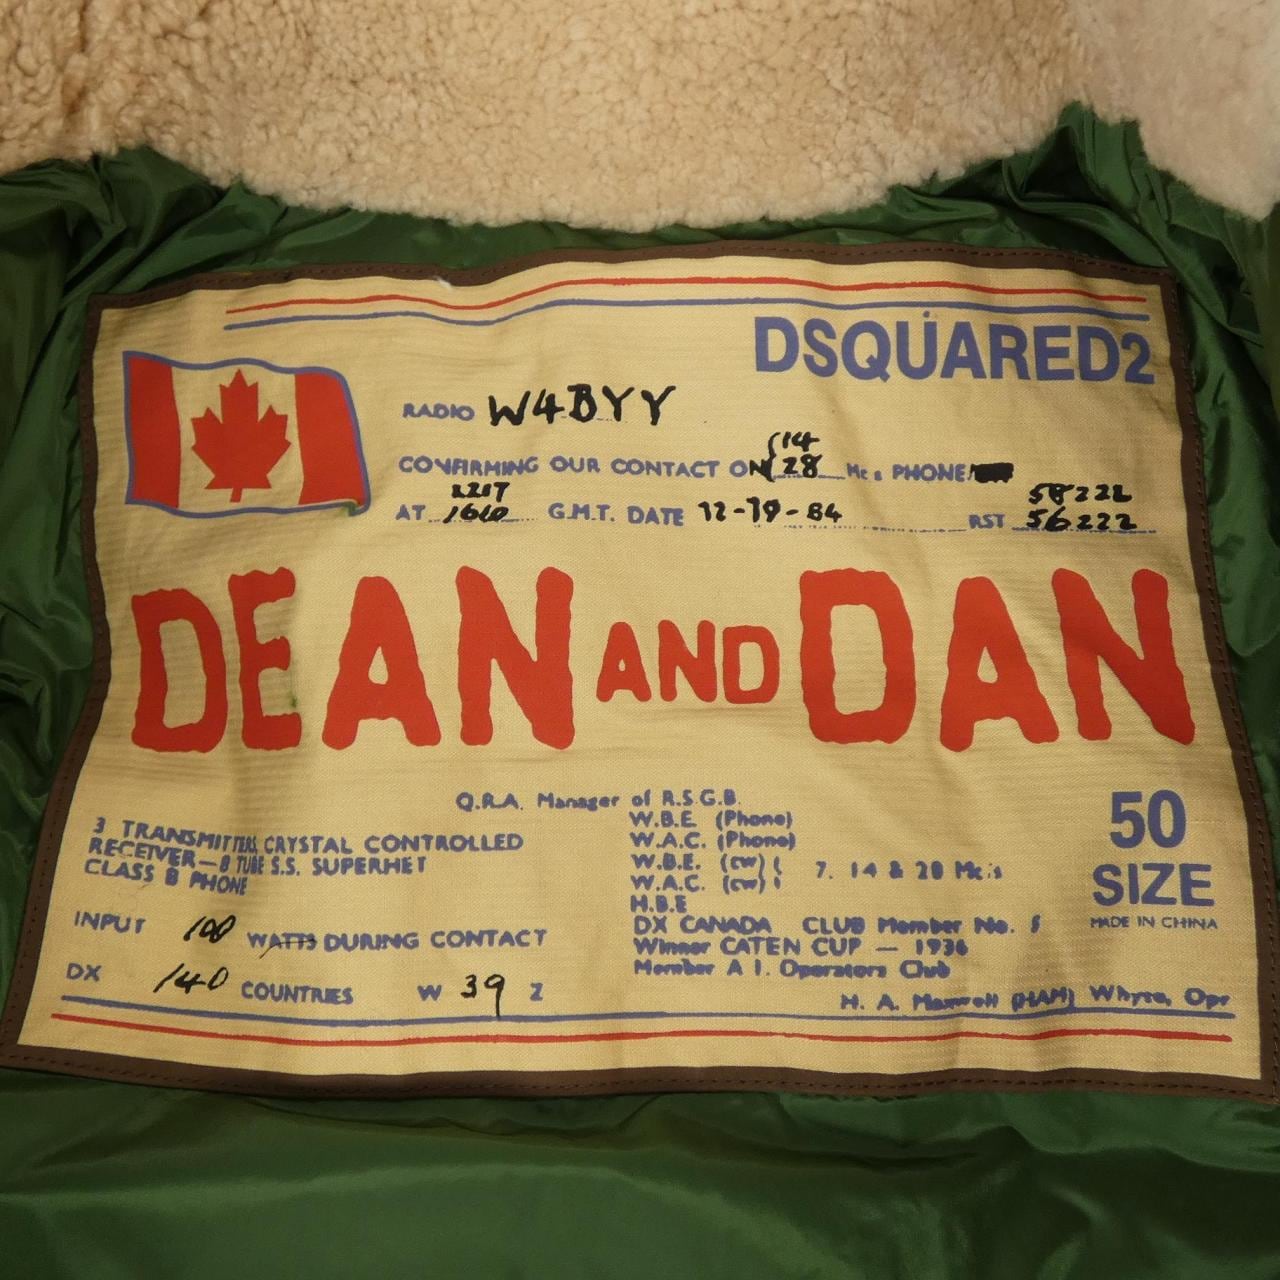 DSQUARED2
RADIO W4BYY
CONFIRMING OUR CONTACT ON { 14
28 Mc s PHONE
2217
AT 1610 G.M.T. DATE 12-19-84 RST 56222
58222
DEAN AND DAN
Q.R.A. Manager of R.S.G.B.
W.B.E (Phone)
W.A.C. (Phone)
W.B.E. (cw)
W.A.C. (cw)
7. 14 & 28 Mc.s
H.B.E
DX CANADA CLUB Member No. 5
Winner CATEN CUP — 1936
Member A I. Operators Club
H. A. Maxwell (HAM) Whyte, Opr
3 TRANSMITTERS, CRYSTAL CONTROLLED
RECEIVER—8 TUBE S.S. SUPERHET
CLASS B PHONE
INPUT 100 WATTS DURING CONTACT
DX 140 COUNTRIES W 39 Z
50
SIZE
MADE IN CHINA